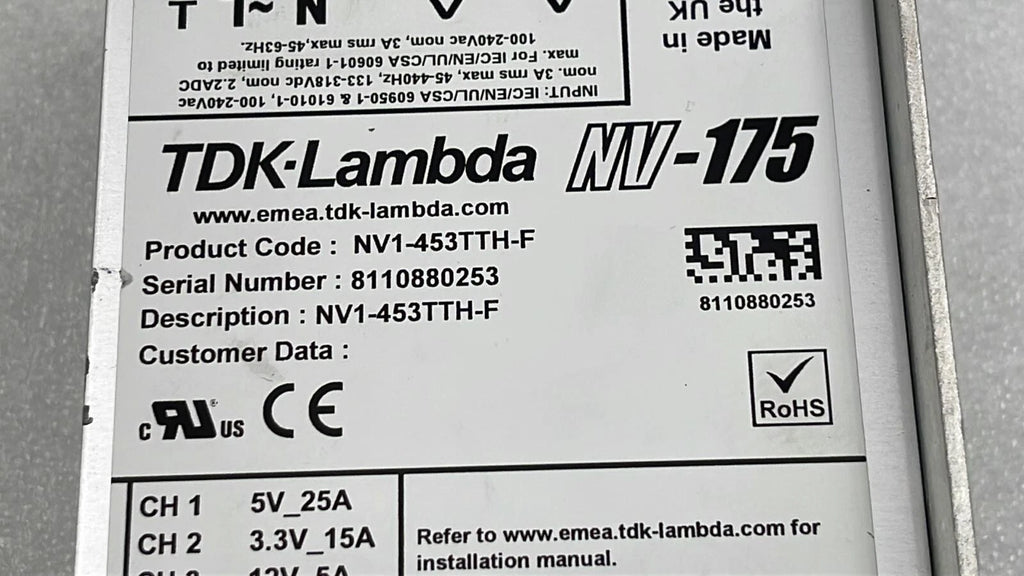 T ~ N
Made in
the UK
INPUT: IEC/EN/UL/CSA 60950-1 & 61010-1, 100-240Vac
nom. 3A rms max, 45-440Hz, 133-318Vdc nom, 2.2ADC
max. For IEC/EN/UL/CSA 60601-1 rating limited to
100-240Vac nom, 3A rms max,45-63Hz.
TDK·Lambda NV-175
www.emea.tdk-lambda.com
Product Code : NV1-453TTH-F
Serial Number : 8110880253
Description : NV1-453TTH-F
Customer Data :
8110880253
c RU® US CE
RoHS
CH 1 5V_25A
CH 2 3.3V_15A
CH 3 12V_5A
Refer to www.emea.tdk-lambda.com for
installation manual.